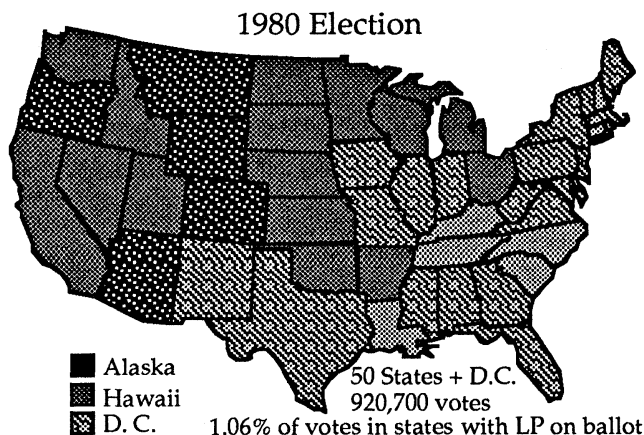 1980 Election
Alaska
Hawaii
D. C.
50 States + D.C.
920,700 votes
1.06% of votes in states with LP on ballot